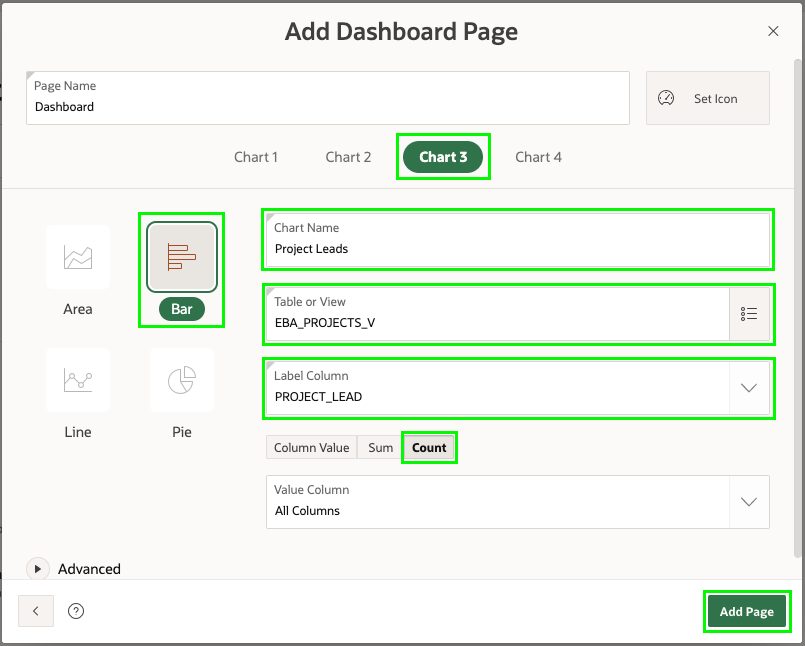 Add Dashboard Page
Page Name
Dashboard
Set Icon
Chart 1
Chart 2
Chart 3
Chart 4
Area
Bar
Line
Pie
Chart Name
Project Leads
Table or View
EBA_PROJECTS_V
Label Column
PROJECT_LEAD
Column Value
Sum
Count
Value Column
All Columns
Advanced
Add Page